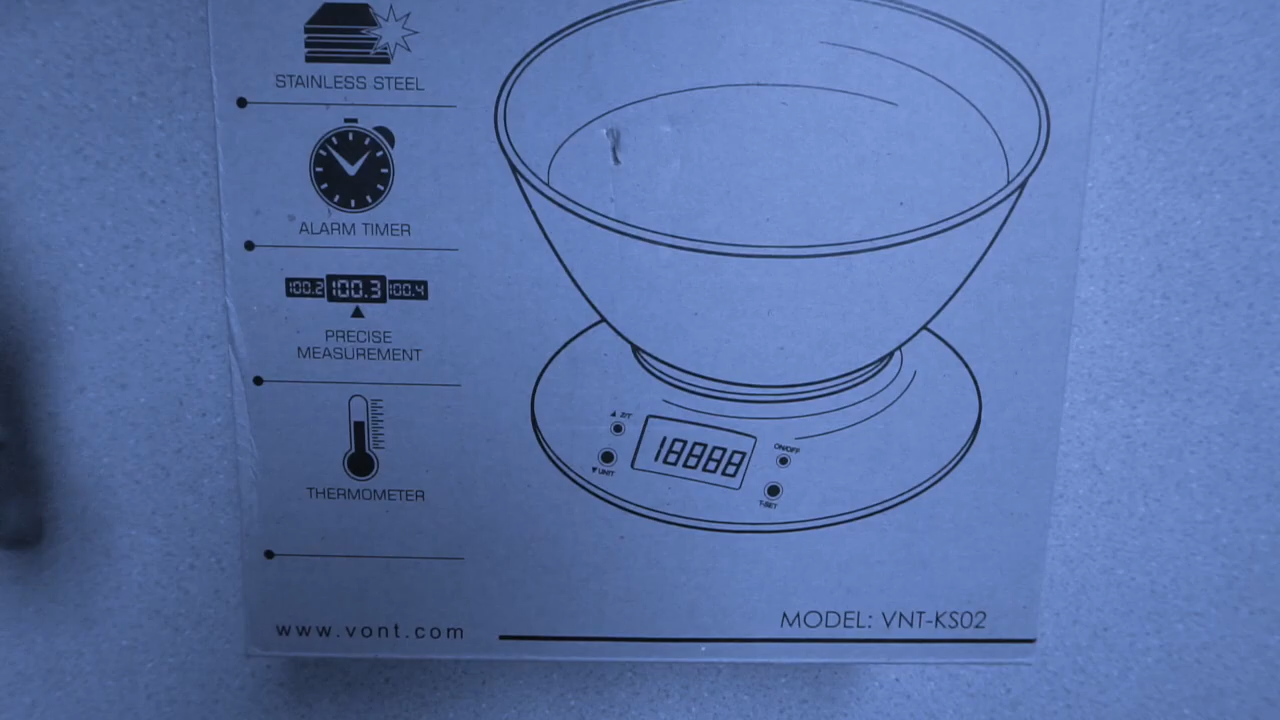 STAINLESS STEEL
ALARM TIMER
100.2 100.3 100.4
PRECISE
MEASUREMENT
THERMOMETER
▲ Z/T
▼ UNIT
18888
ON/OFF
T-SET
www.vont.com
MODEL: VNT-KS02